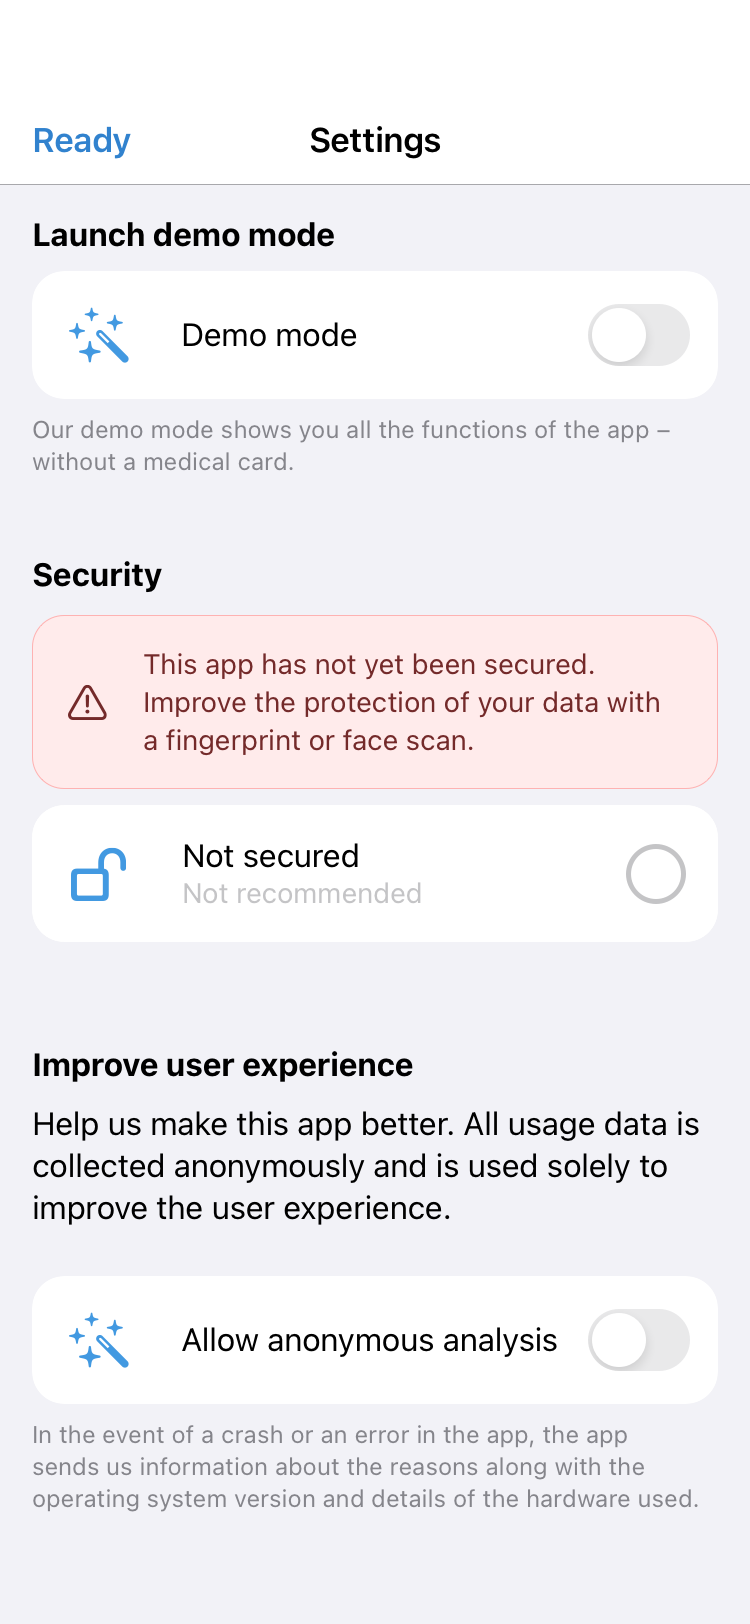 Ready
Settings
Launch demo mode
Demo mode
Our demo mode shows you all the functions of the app –
without a medical card.
Security
This app has not yet been secured.
Improve the protection of your data with
a fingerprint or face scan.
Not secured
Not recommended
Improve user experience
Help us make this app better. All usage data is
collected anonymously and is used solely to
improve the user experience.
Allow anonymous analysis
In the event of a crash or an error in the app, the app
sends us information about the reasons along with the
operating system version and details of the hardware used.